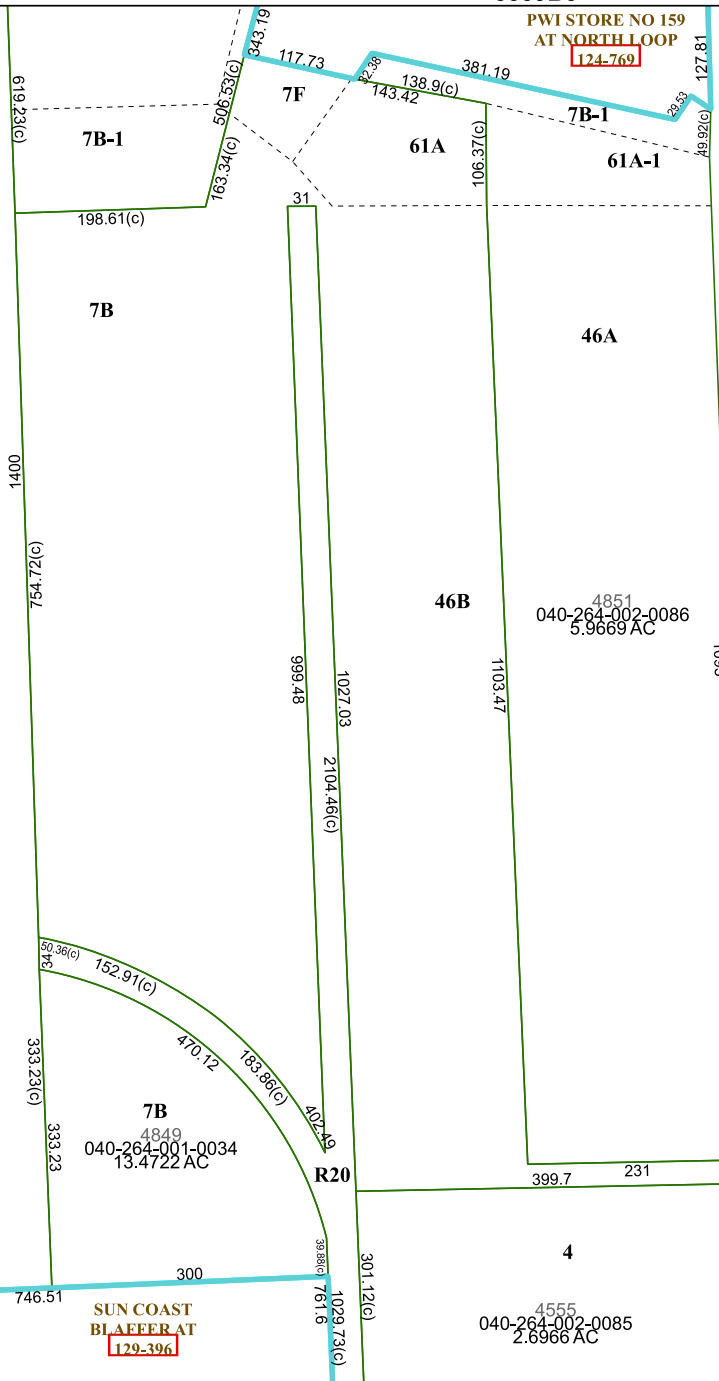 PWI STORE NO 159
AT NORTH LOOP
124-769
343.19
117.73
32.38
381.19
127.81
619.23(c)
506.53(c)
7F
138.9(c)
143.42
7B-1
29.53
49.92(c)
7B-1
163.34(c)
61A
106.37(c)
61A-1
198.61(c)
31
7B
46A
1400
754.72(c)
46B
4851
040-264-002-0086
5.9669 AC
999.48
1027.03
1103.47
2104.46(c)
50.36(c)
34
152.91(c)
470.12
183.86(c)
402.49
333.23(c)
333.23
7B
4849
040-264-001-0034
13.4722 AC
R20
399.7
231
39.88(c)
301.12(c)
4
300
746.51
761.6
1029.73(c)
SUN COAST
BLAFFER AT
129-396
4555
040-264-002-0085
2.6966 AC